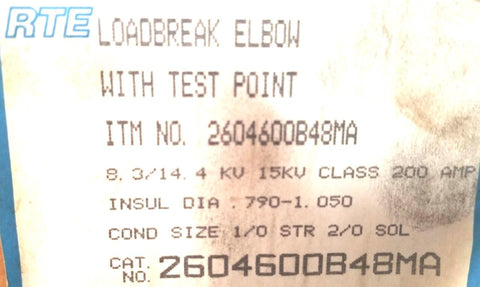 RTE
LOADBREAK ELBOW
WITH TEST POINT
ITM NO. 2604600B48MA
8.3/14.4 KV 15KV CLASS 200 AMP
INSUL DIA : 790-1.050
COND SIZE 1/0 STR 2/0 SOL
CAT. NO. 2604600B48MA